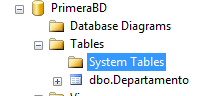 PrimeraBD
Database Diagrams
Tables
System Tables
dbo.Departamento